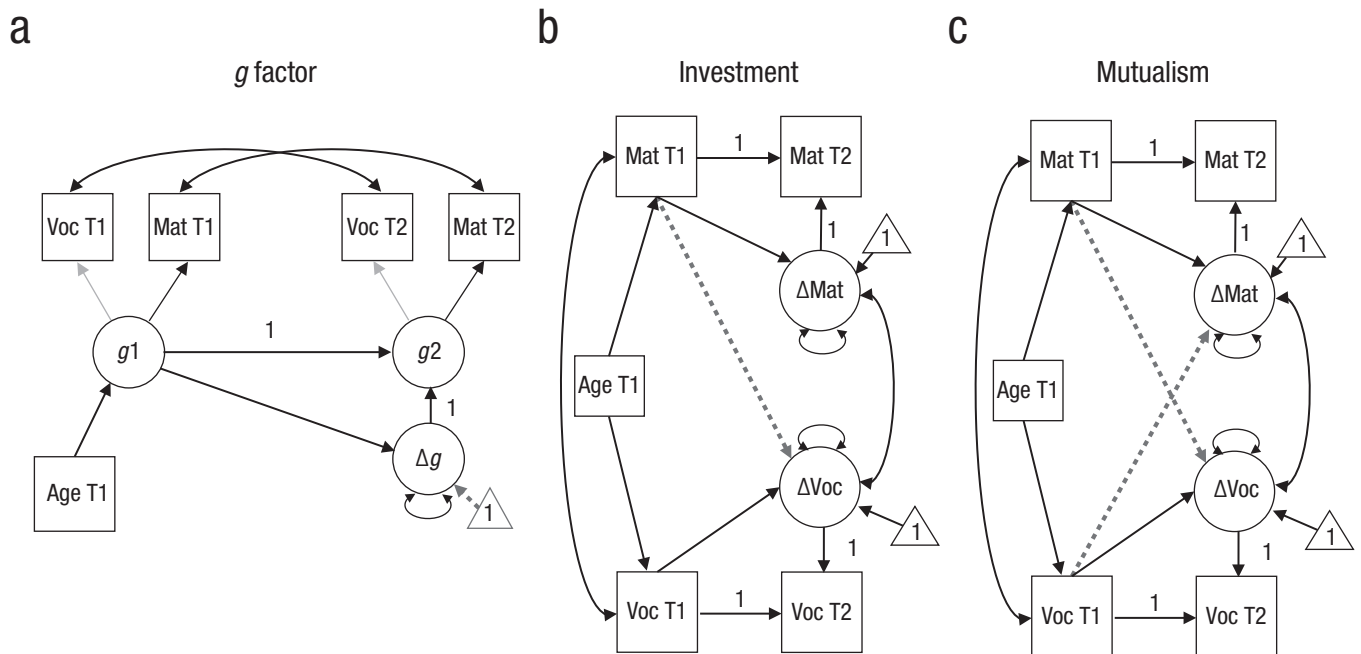 a
g factor
Voc T1
Mat T1
Voc T2
Mat T2
g1
1
g2
1
Δg
1
Age T1
b
Investment
Mat T1
1
Mat T2
1
1
ΔMat
Age T1
ΔVoc
1
1
Voc T1
1
Voc T2
c
Mutualism
Mat T1
1
Mat T2
1
1
ΔMat
Age T1
ΔVoc
1
1
Voc T1
1
Voc T2